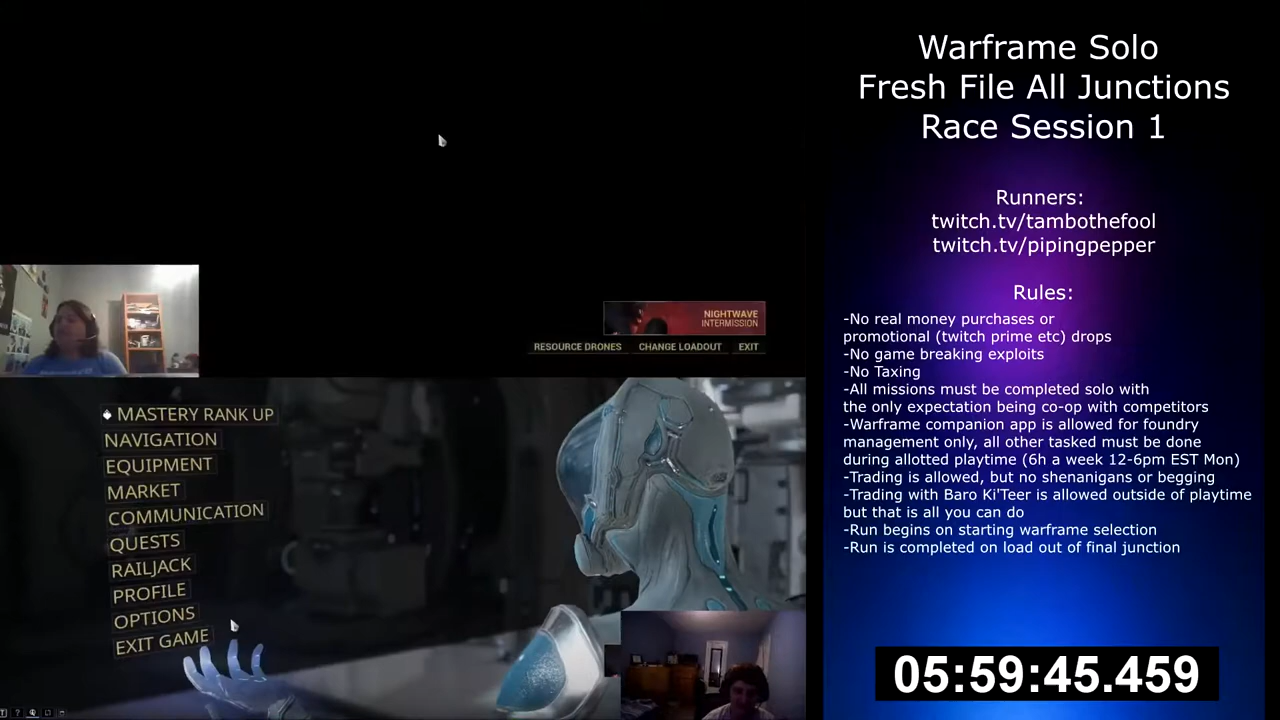 Warframe Solo
Fresh File All Junctions
Race Session 1
Runners:
twitch.tv/tambothefool
twitch.tv/pipingpepper
Rules:
-No real money purchases or
promotional (twitch prime etc) drops
-No game breaking exploits
-No Taxing
-All missions must be completed solo with
the only expectation being co-op with competitors
-Warframe companion app is allowed for foundry
management only, all other tasked must be done
during allotted playtime (6h a week 12-6pm EST Mon)
-Trading is allowed, but no shenanigans or begging
-Trading with Baro Ki'Teer is allowed outside of playtime
but that is all you can do
-Run begins on starting warframe selection
-Run is completed on load out of final junction
05:59:45.459
NIGHTWAVE
INTERMISSION
RESOURCE DRONES CHANGE LOADOUT EXIT
MASTERY RANK UP
NAVIGATION
EQUIPMENT
MARKET
COMMUNICATION
QUESTS
RAILJACK
PROFILE
OPTIONS
EXIT GAME